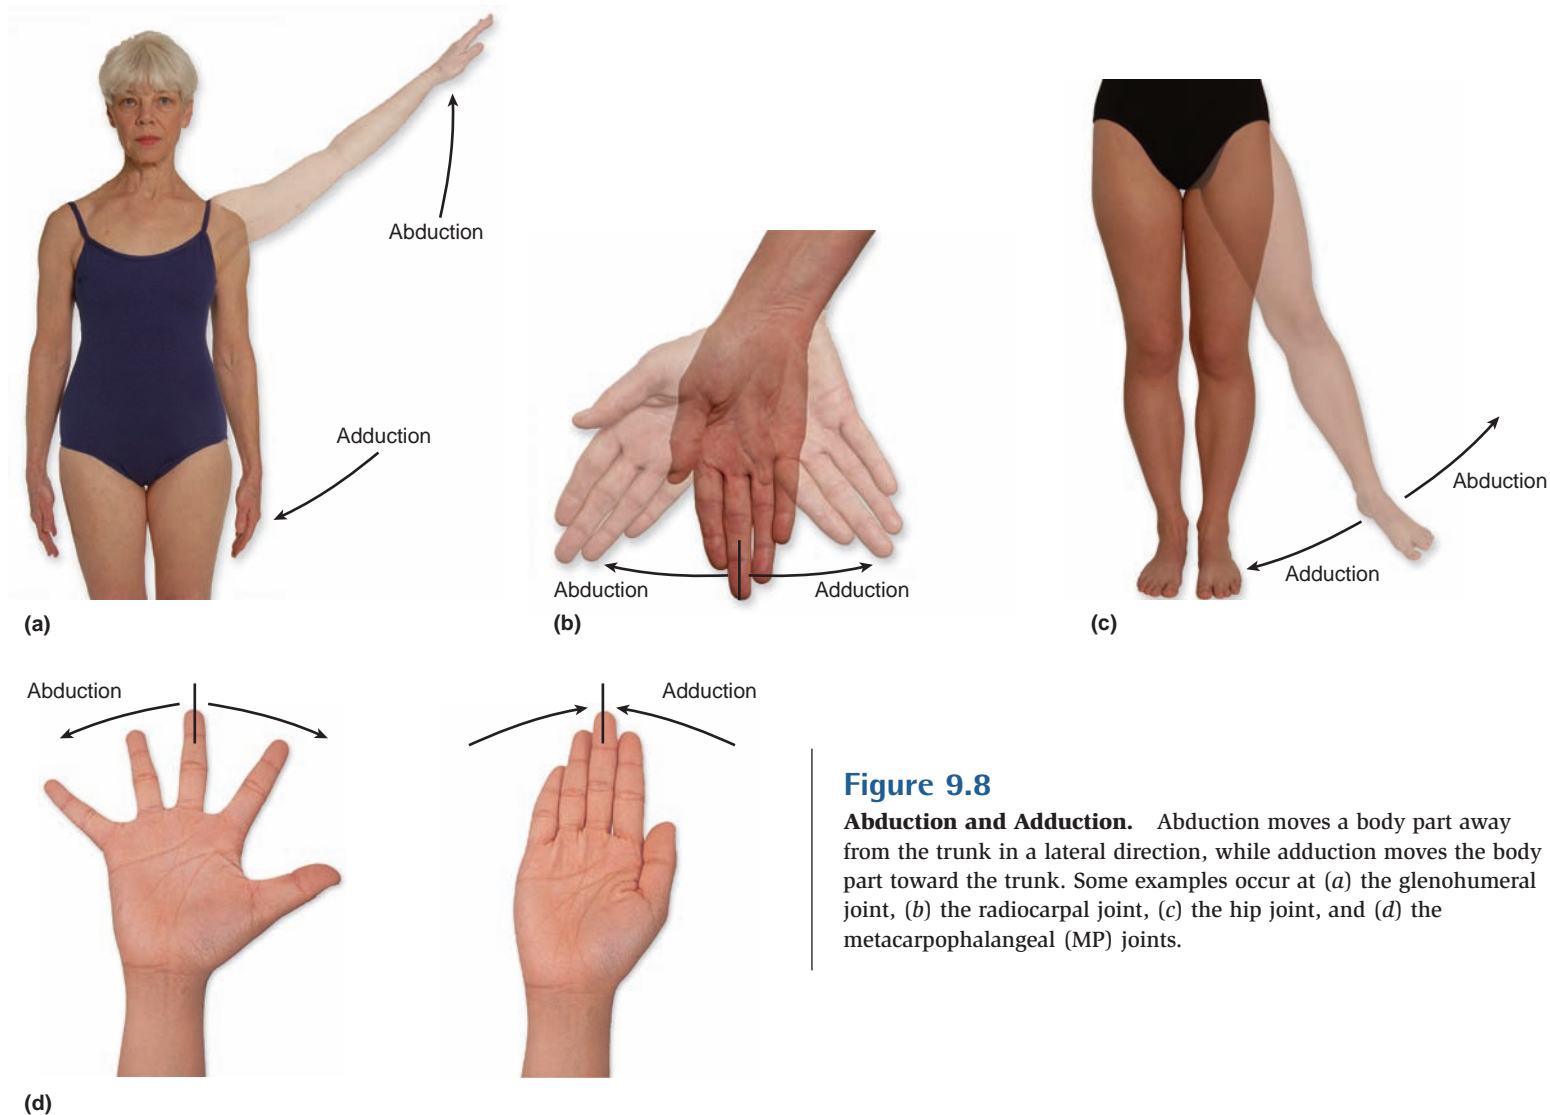 Abduction
Adduction
(a)
Abduction
Adduction
(b)
Abduction
Adduction
(c)
Abduction
Adduction
(d)
Figure 9.8
Abduction and Adduction. Abduction moves a body part away
from the trunk in a lateral direction, while adduction moves the body
part toward the trunk. Some examples occur at (a) the glenohumeral
joint, (b) the radiocarpal joint, (c) the hip joint, and (d) the
metacarpophalangeal (MP) joints.